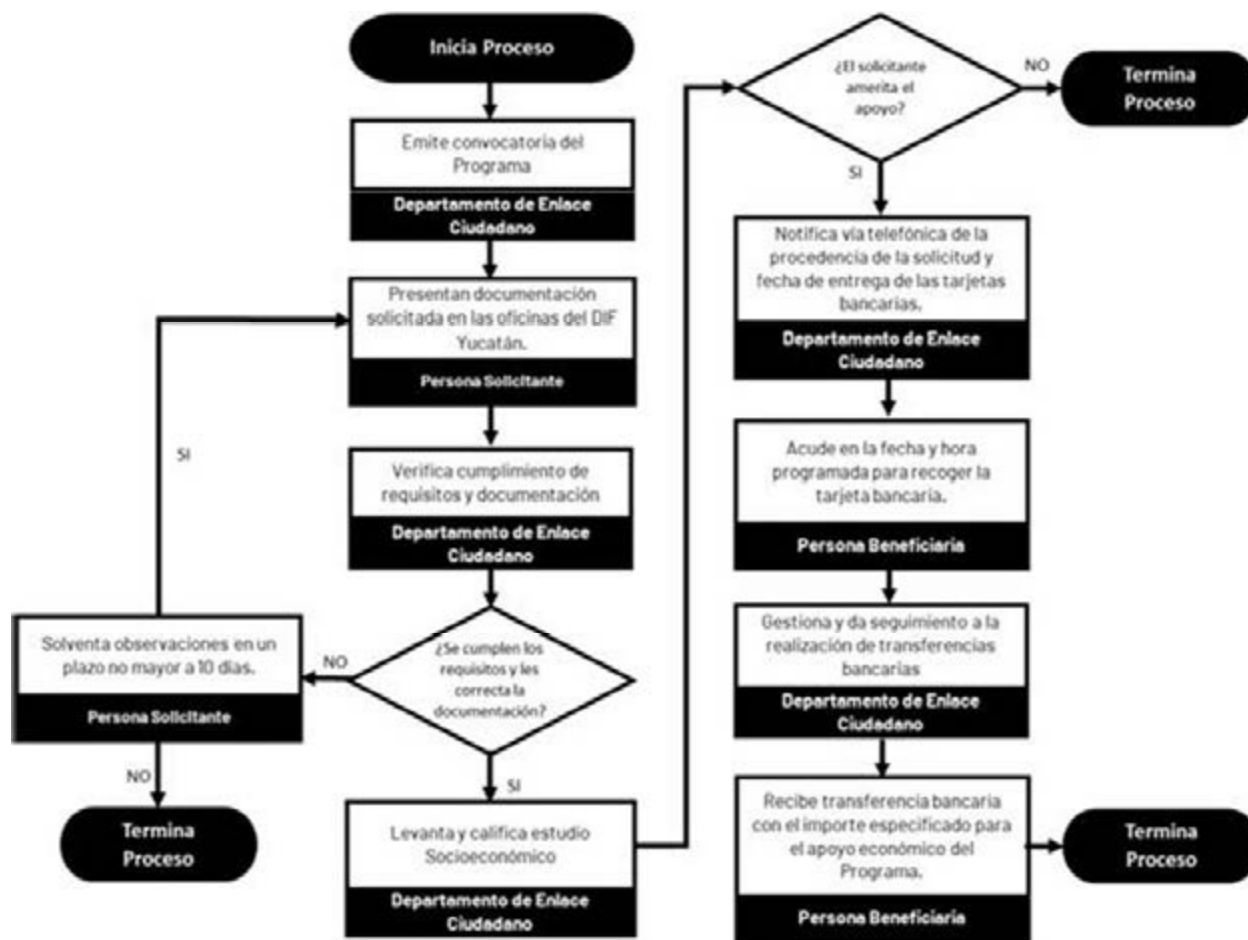 Inicia Proceso
Emite convocatoria del
Programa
Departamento de Enlace
Ciudadano
Presentan documentación
solicitada en las oficinas del DIF
Yucatán.
Persona Solicitante
Verifica cumplimiento de
requisitos y documentación
Departamento de Enlace
Ciudadano
¿Se cumplen los
requisitos y les
correcta la
documentación?
NO
Solventa observaciones en un
plazo no mayor a 10 días.
Persona Solicitante
SI
NO
Termina
Proceso
SI
Levanta y califica estudio
Socioeconómico
Departamento de Enlace
Ciudadano
¿El solicitante
amerita el
apoyo?
NO
Termina
Proceso
SI
Notifica vía telefónica de la
procedencia de la solicitud y
fecha de entrega de las tarjetas
bancarias.
Departamento de Enlace
Ciudadano
Acude en la fecha y hora
programada para recoger la
tarjeta bancaria.
Persona Beneficiaria
Gestiona y da seguimiento a la
realización de transferencias
bancarias
Departamento de Enlace
Ciudadano
Recibe transferencia bancaria
con el importe especificado para
el apoyo económico del
Programa.
Persona Beneficiaria
Termina
Proceso